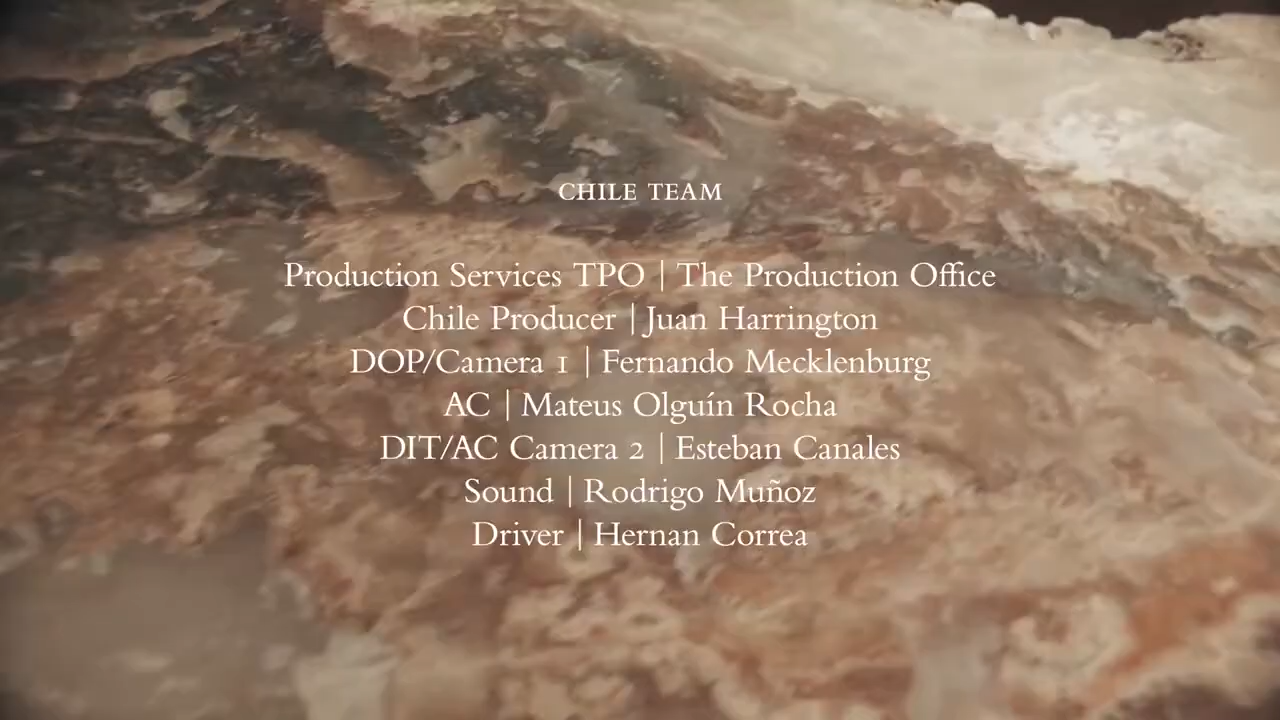 CHILE TEAM
Production Services TPO | The Production Office
Chile Producer | Juan Harrington
DOP/Camera 1 | Fernando Mecklenburg
AC | Mateus Olguín Rocha
DIT/AC Camera 2 | Esteban Canales
Sound | Rodrigo Muñoz
Driver | Hernan Correa